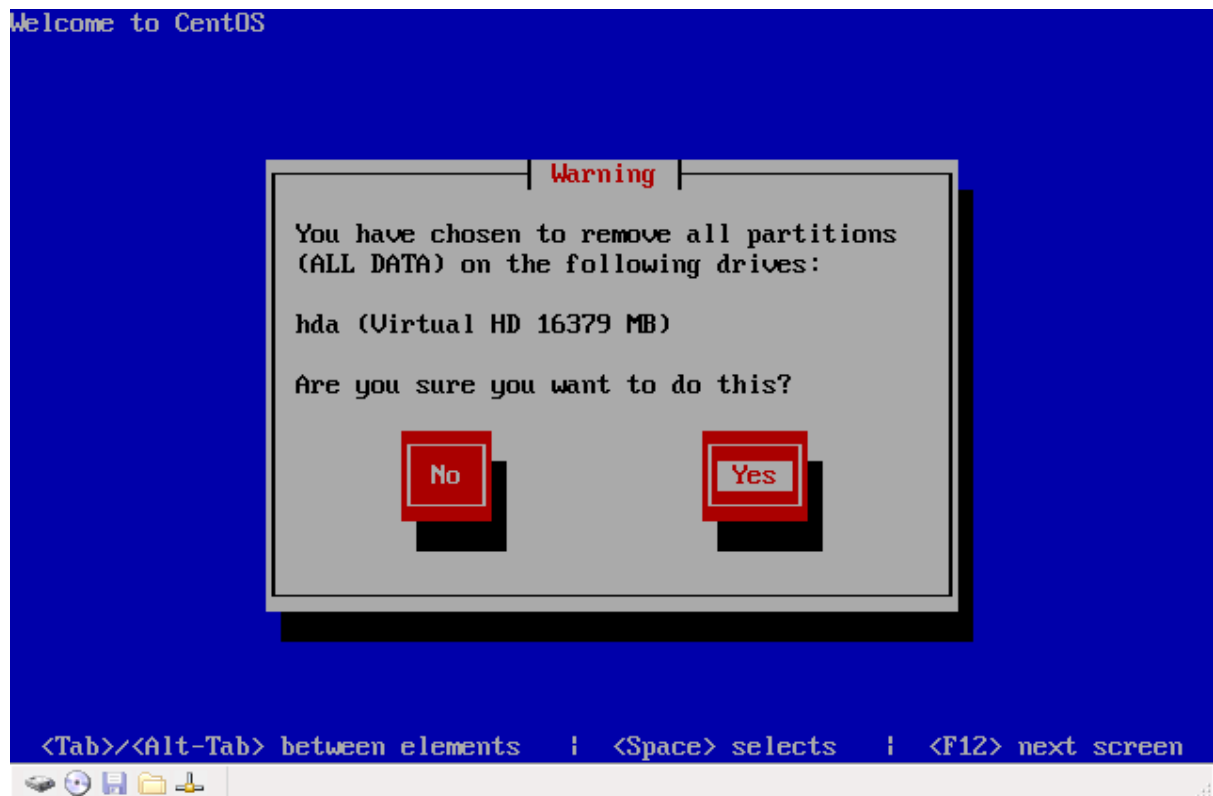 Welcome to CentOS
Warning
You have chosen to remove all partitions
(ALL DATA) on the following drives:
hda (Virtual HD 16379 MB)
Are you sure you want to do this?
No Yes
<Tab>/<Alt-Tab> between elements | <Space> selects | <F12> next screen